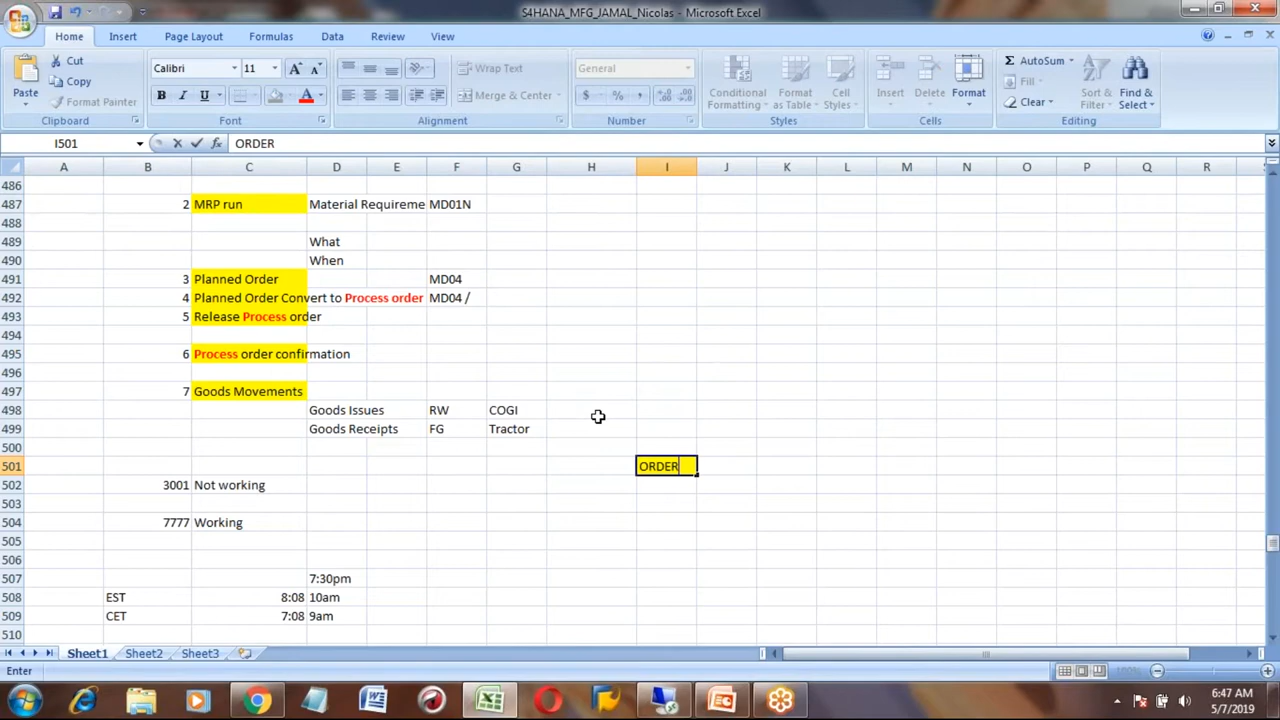 S4HANA_MFG_JAMAL_Nicolas - Microsoft Excel
Home Insert Page Layout Formulas Data Review View
Paste Cut Copy Format Painter Clipboard
Calibri 11 Font
Wrap Text Merge & Center Alignment
General Number
Conditional Formatting Format as Table Cell Styles Styles
Insert Delete Format Cells
AutoSum Fill Clear Sort & Filter Find & Select Editing
I501 fx ORDER
A B C D E F G H I J K L M N O P Q R
486
487 2 MRP run Material Requireme MD01N
488
489 What
490 When
491 3 Planned Order MD04
492 4 Planned Order Convert to Process order MD04 /
493 5 Release Process order
494
495 6 Process order confirmation
496
497 7 Goods Movements
498 Goods Issues RW COGI
499 Goods Receipts FG Tractor
500
501 ORDER
502 3001 Not working
503
504 7777 Working
505
506
507 7:30pm
508 EST 8:08 10am
509 CET 7:08 9am
510
Sheet1 Sheet2 Sheet3
Enter 100%
6:47 AM
5/7/2019